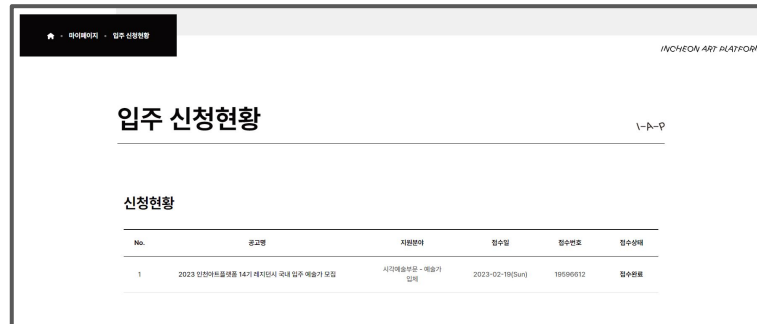 마이페이지 입주 신청현황
INCHEON ART PLATFORM
입주 신청현황
I-A-P
신청현황
No. 공고명 지원분야 접수일 접수번호 접수상태
1 2023 인천아트플랫폼 14기 레지던시 국내 입주 예술가 모집 시각예술부문 - 예술가 2023-02-19(Sun) 19596612 접수완료
입체